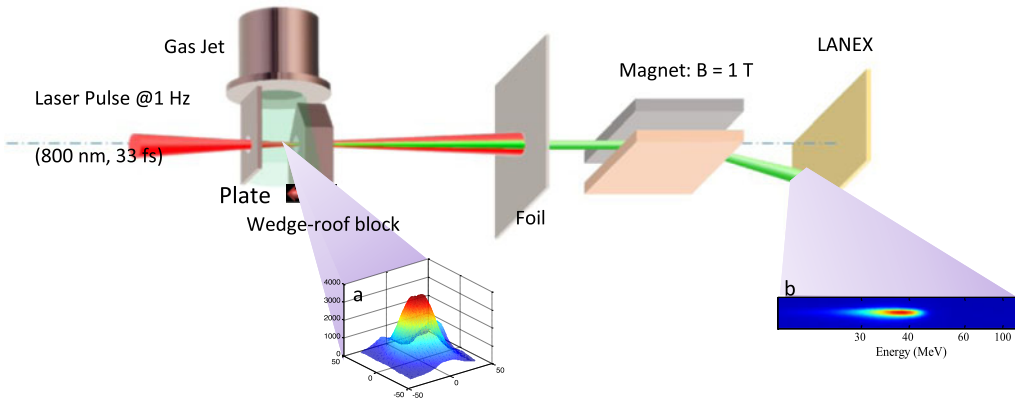 Gas Jet
LANEX
Magnet: B = 1 T
Laser Pulse @1 Hz
(800 nm, 33 fs)
Plate
Wedge-roof block
Foil
a
4000
3000
2000
1000
0
50
0
-50
-50
0
50
b
30 40 60 100
Energy (MeV)